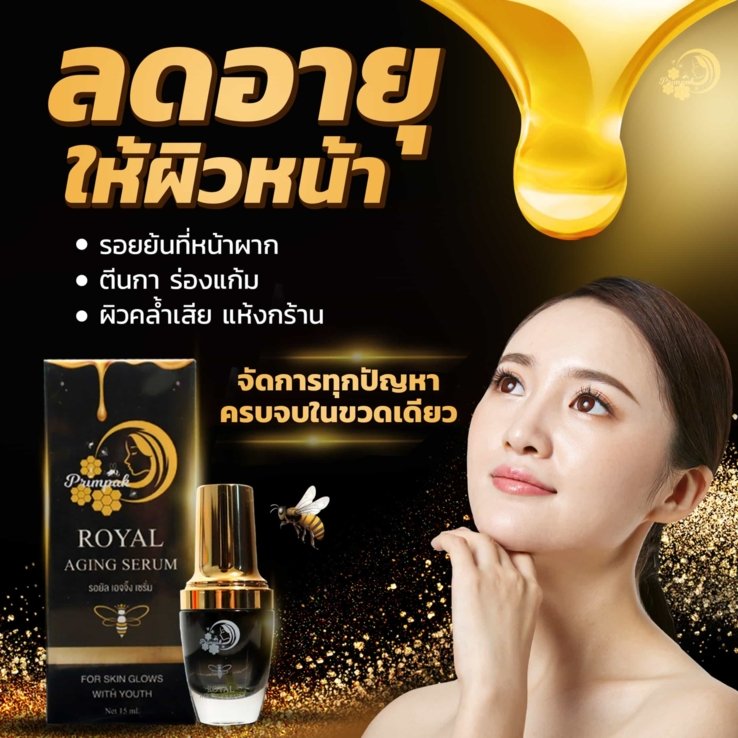 Primpak
ลดอายุ
ให้ผิวหน้า
• รอยย้นที่หน้าผาก
• ตีนกา ร่องแก้ม
• ผิวคล้ำเสีย แห้งกร้าน
จัดการทุกปัญหา
ครบจบในขวดเดียว
Primpak
ROYAL
AGING SERUM
รอยัล เอจจิ้ง เซรั่ม
FOR SKIN GLOWS
WITH YOUTH
Net 15 ml.
ROYAL